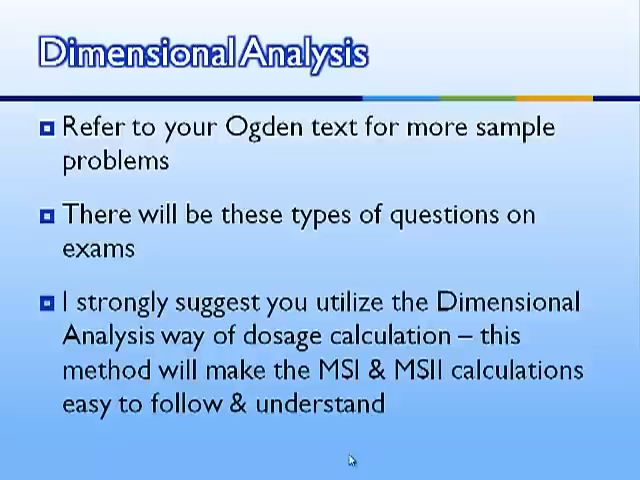 Dimensional Analysis
Refer to your Ogden text for more sample
problems
There will be these types of questions on
exams
I strongly suggest you utilize the Dimensional
Analysis way of dosage calculation – this
method will make the MSI & MSII calculations
easy to follow & understand